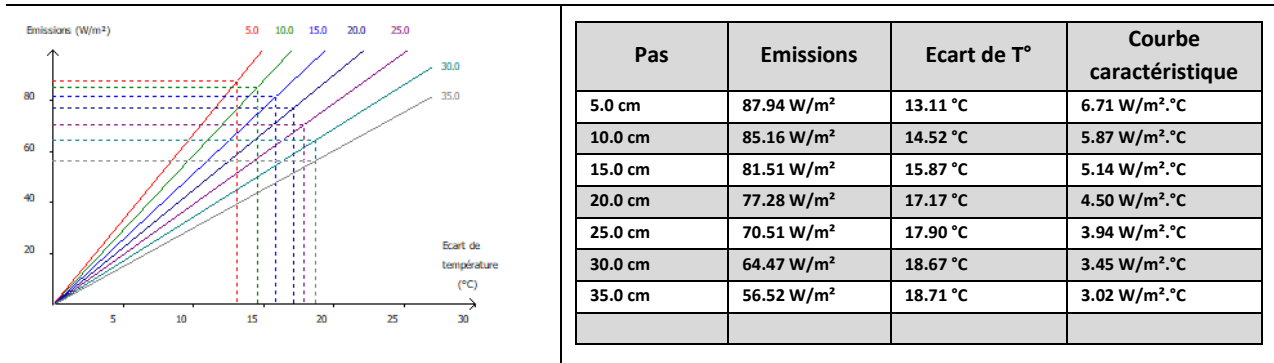 Emissions (W/m²)
5.0 10.0 15.0 20.0 25.0
30.0
35.0
80
60
40
20
Ecart de
température
(°C)
5 10 15 20 25 30
Pas Emissions Ecart de T° Courbe
caractéristique
5.0 cm 87.94 W/m² 13.11 °C 6.71 W/m².°C
10.0 cm 85.16 W/m² 14.52 °C 5.87 W/m².°C
15.0 cm 81.51 W/m² 15.87 °C 5.14 W/m².°C
20.0 cm 77.28 W/m² 17.17 °C 4.50 W/m².°C
25.0 cm 70.51 W/m² 17.90 °C 3.94 W/m².°C
30.0 cm 64.47 W/m² 18.67 °C 3.45 W/m².°C
35.0 cm 56.52 W/m² 18.71 °C 3.02 W/m².°C